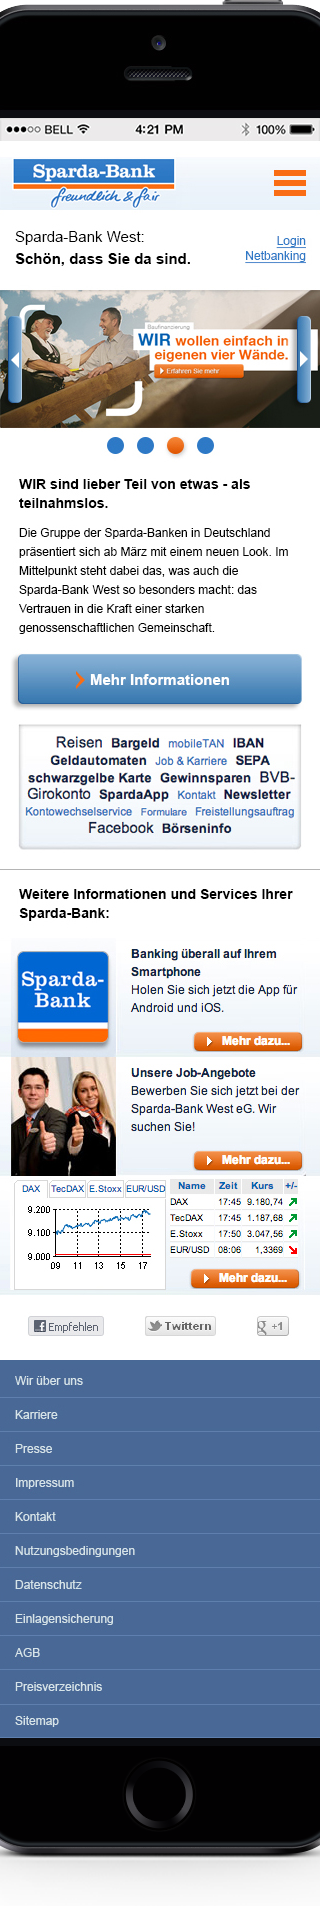 BELL 4:21 PM 100%
Sparda-Bank
freundlich & fair
Sparda-Bank West:
Schön, dass Sie da sind.
Login
Netbanking
Baufinanzierung
WIR wollen einfach in
eigenen vier Wände.
Erfahren Sie mehr
WIR sind lieber Teil von etwas - als
teilnahmslos.
Die Gruppe der Sparda-Banken in Deutschland
präsentiert sich ab März mit einem neuen Look. Im
Mittelpunkt steht dabei das, was auch die
Sparda-Bank West so besonders macht: das
Vertrauen in die Kraft einer starken
genossenschaftlichen Gemeinschaft.
Mehr Informationen
Reisen Bargeld mobileTAN IBAN
Geldautomaten Job & Karriere SEPA
schwarzgelbe Karte Gewinnsparen BVB-
Girokonto SpardaApp Kontakt Newsletter
Kontowechselservice Formulare Freistellungsauftrag
Facebook Börseninfo
Weitere Informationen und Services Ihrer
Sparda-Bank:
Sparda-
Bank
Banking überall auf Ihrem
Smartphone
Holen Sie sich jetzt die App für
Android und iOS.
Mehr dazu...
Unsere Job-Angebote
Bewerben Sie sich jetzt bei der
Sparda-Bank West eG. Wir
suchen Sie!
Mehr dazu...
DAX TecDAX E.Stoxx EUR/USD
9.200
9.100
9.000
09 11 13 15 17
Name Zeit Kurs +/-
DAX 17:45 9.180,74
TecDAX 17:45 1.187,68
E.Stoxx 17:50 3.047,56
EUR/USD 08:06 1,3369
Mehr dazu...
Empfehlen
Twittern
g +1
Wir über uns
Karriere
Presse
Impressum
Kontakt
Nutzungsbedingungen
Datenschutz
Einlagensicherung
AGB
Preisverzeichnis
Sitemap